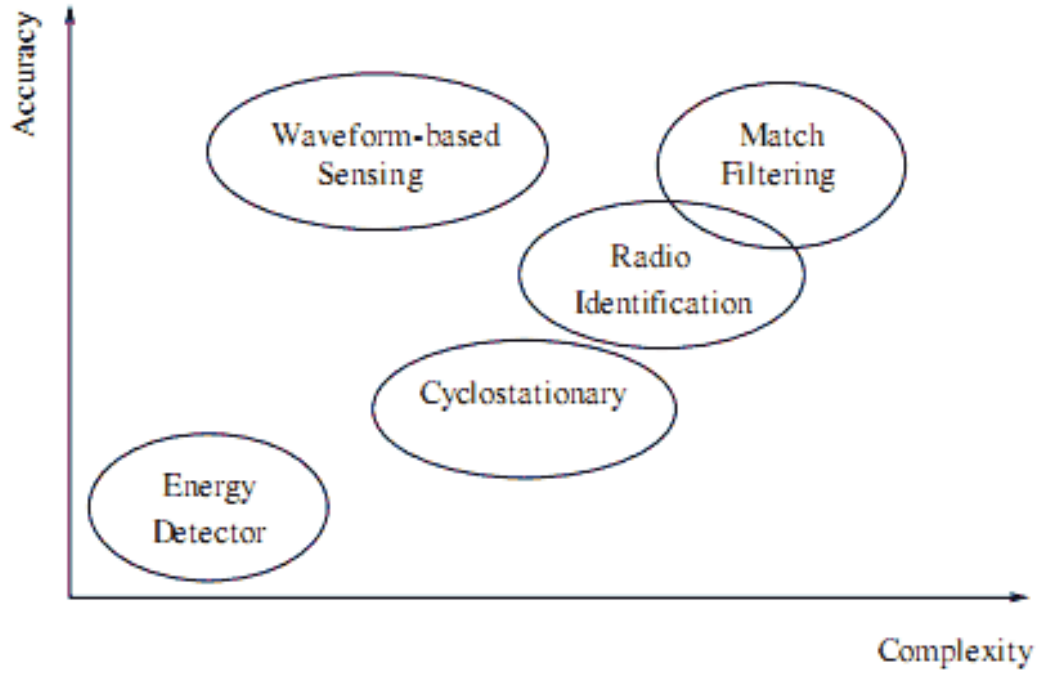 Accuracy
Waveform-based
Sensing
Match
Filtering
Radio
Identification
Cyclostationary
Energy
Detector
Complexity